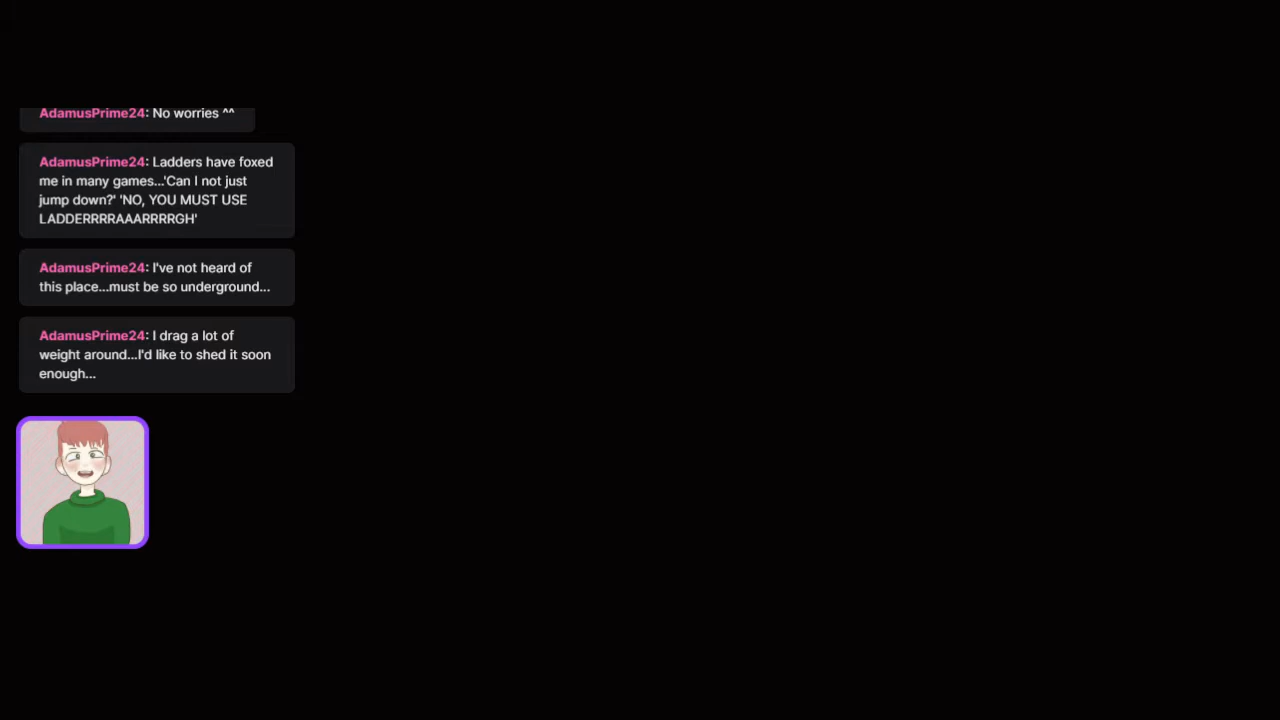 AdamusPrime24: No worries ^^
AdamusPrime24: Ladders have foxed
me in many games...'Can I not just
jump down?' 'NO, YOU MUST USE
LADDERRRRAAARRRRGH'
AdamusPrime24: I've not heard of
this place...must be so underground...
AdamusPrime24: I drag a lot of
weight around...I'd like to shed it soon
enough...